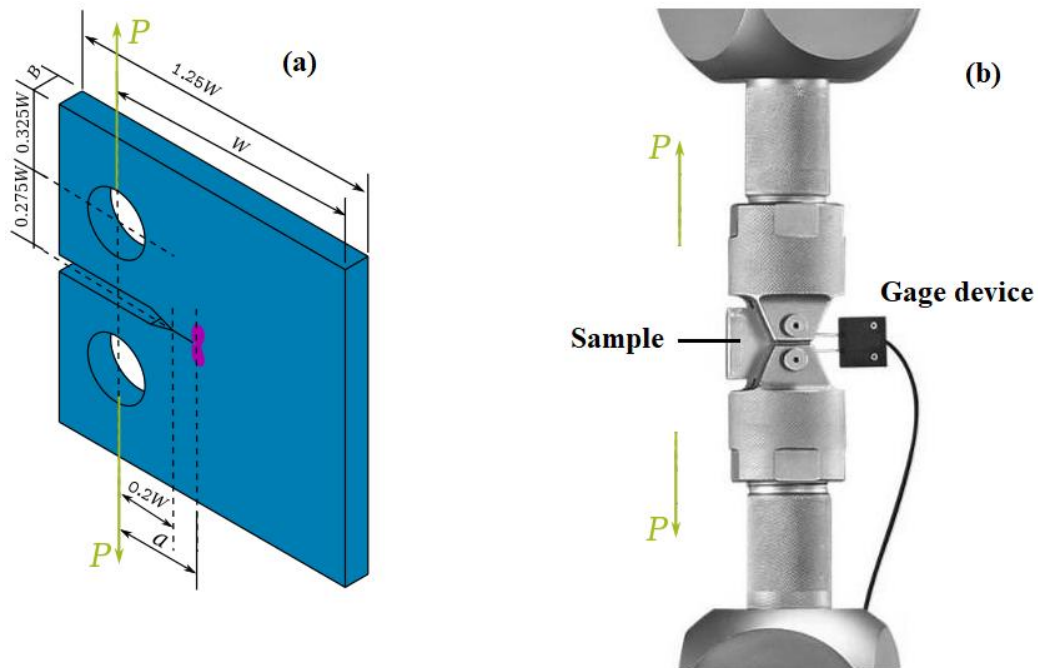 P
(a)
1.25W
W
B
0.325W
0.275W
0.2W
a
P
(b)
P
Gage device
Sample
P